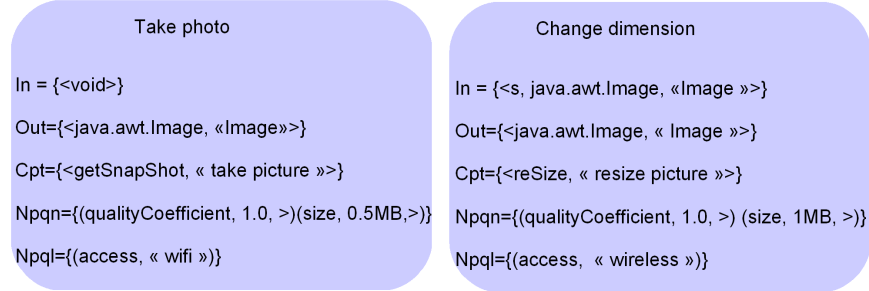 Take photo
In = {<void>}
Out={<java.awt.Image, «Image»>}
Cpt={<getSnapShot, « take picture »>}
Npqn={(qualityCoefficient, 1.0, >)(size, 0.5MB,>)}
Npql={(access, « wifi »)}
Change dimension
In = {<s, java.awt.Image, «Image »>}
Out={<java.awt.Image, « Image »>}
Cpt={<reSize, « resize picture »>}
Npqn={(qualityCoefficient, 1.0, >) (size, 1MB, >)}
Npql={(access,  « wireless »)}